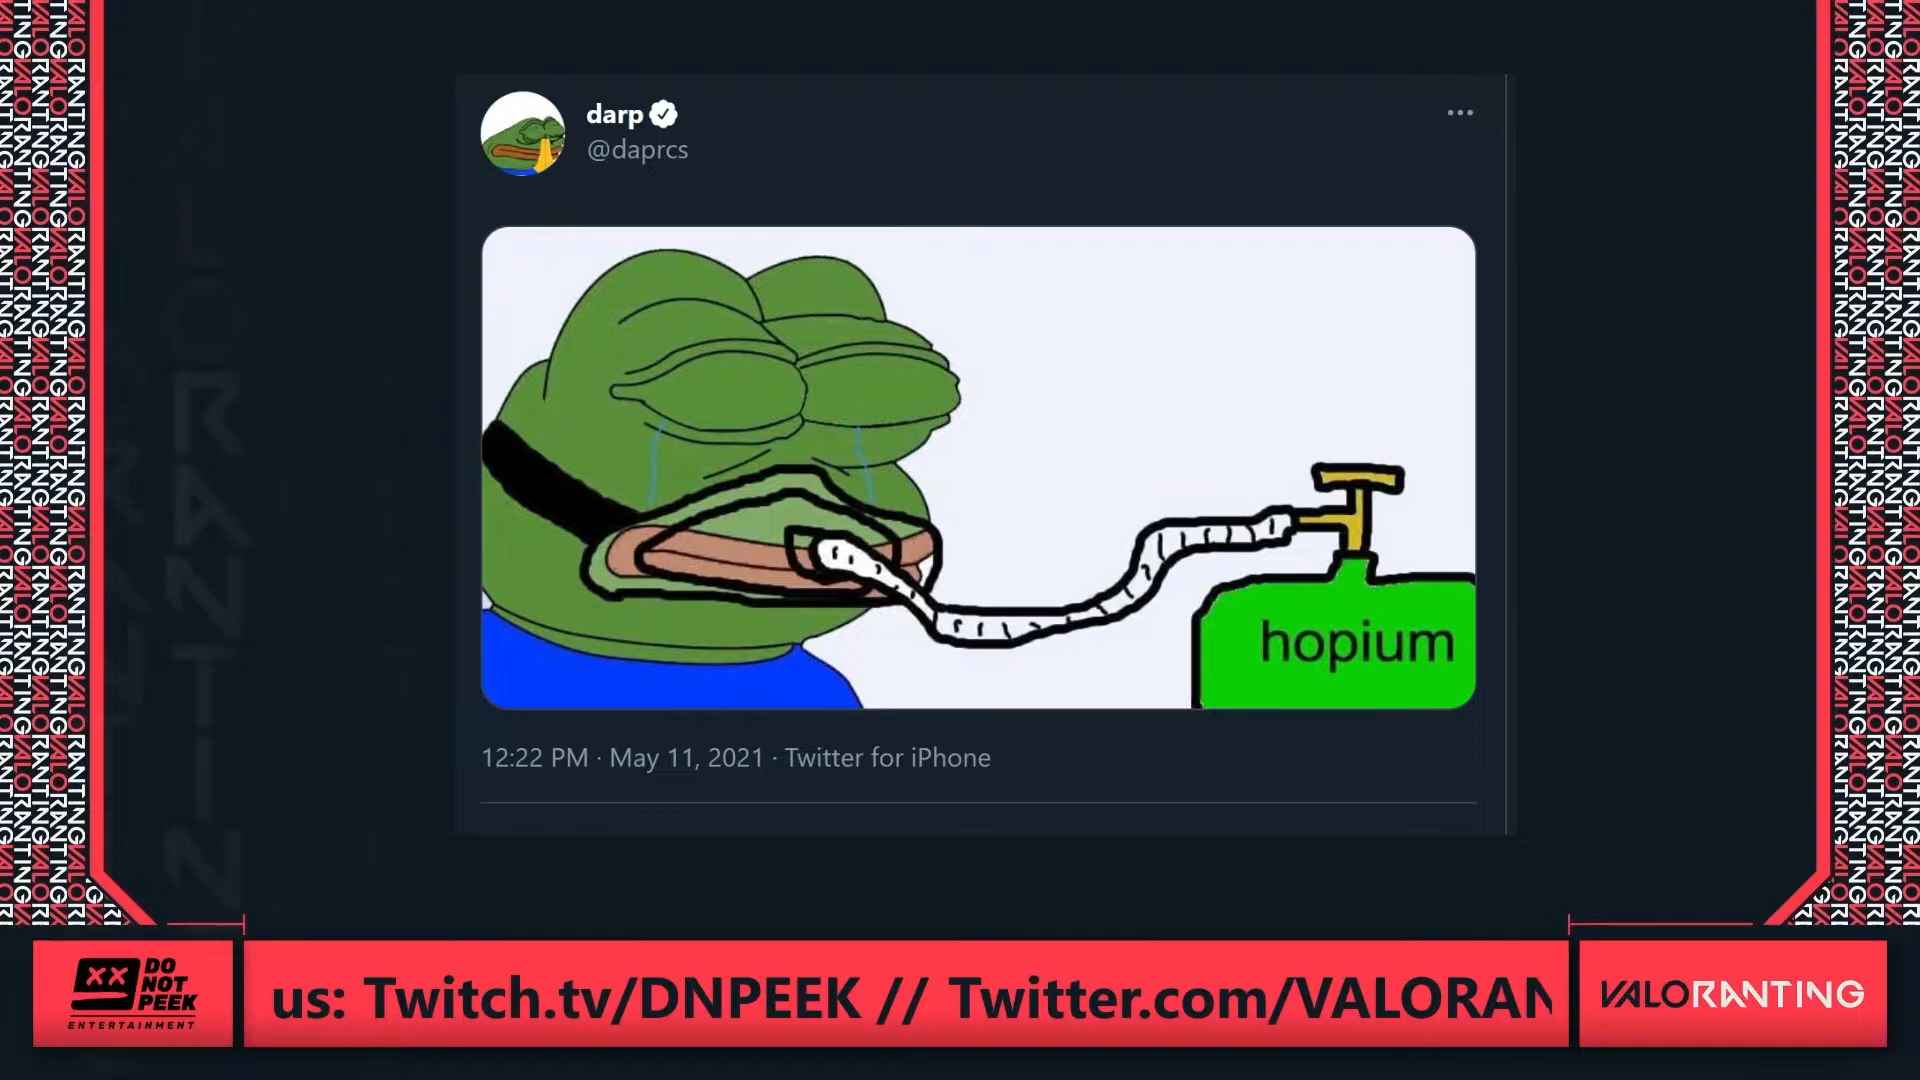 darp
@daprcs
hopium
12:22 PM · May 11, 2021 · Twitter for iPhone
DO
NOT
PEEK
ENTERTAINMENT
us: Twitch.tv/DNPEEK // Twitter.com/VALORAN
VALORANTING